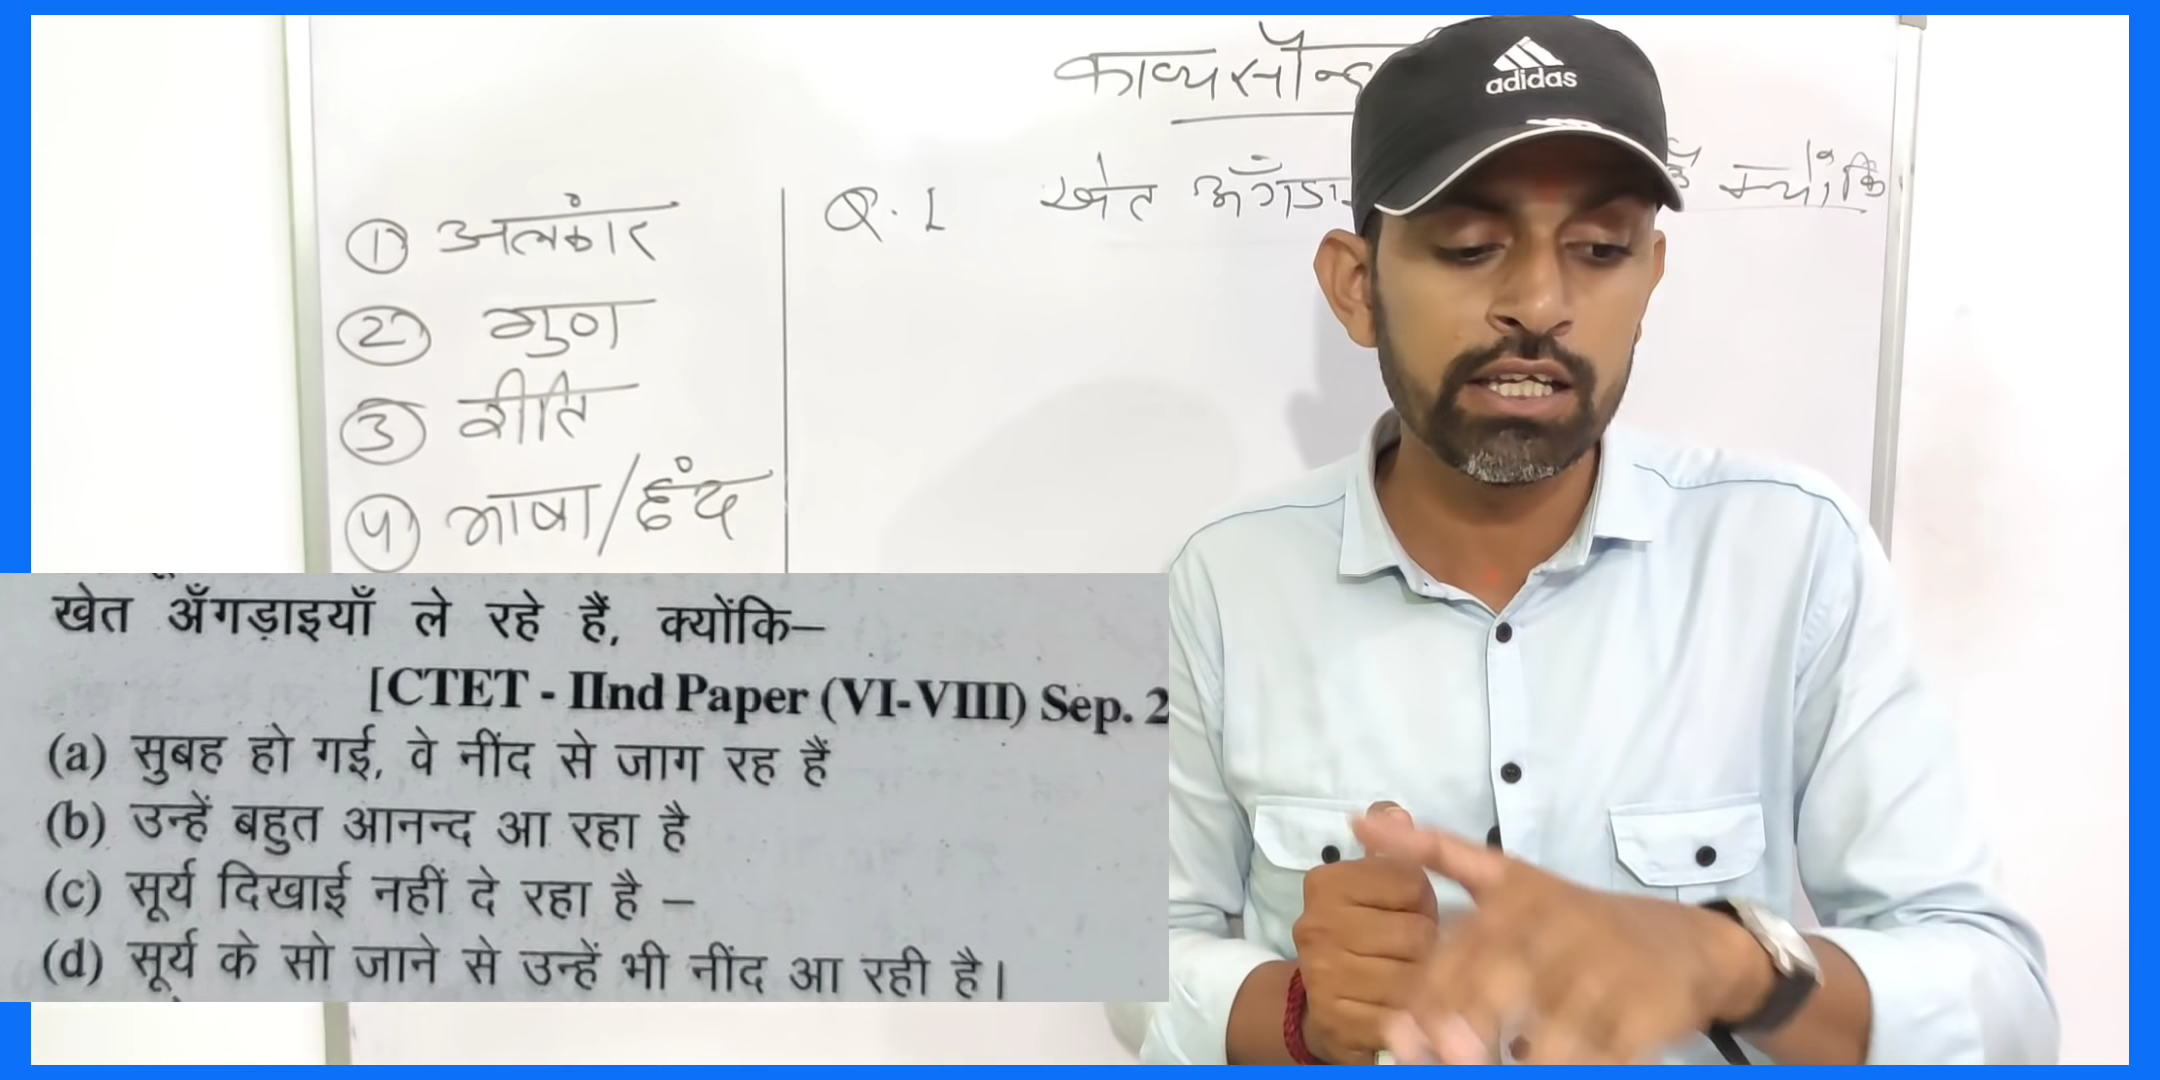 काव्यसौन्द
adidas
① अलंकार
② गुण
③ रीति
④ भाषा/छंद
Q.1 खेत अँगड़ा क्योंकि
खेत अँगड़ाइयाँ ले रहे हैं, क्योंकि–
[CTET - IInd Paper (VI-VIII) Sep. 2
(a) सुबह हो गई, वे नींद से जाग रह हैं
(b) उन्हें बहुत आनन्द आ रहा है
(c) सूर्य दिखाई नहीं दे रहा है –
(d) सूर्य के सो जाने से उन्हें भी नींद आ रही है।